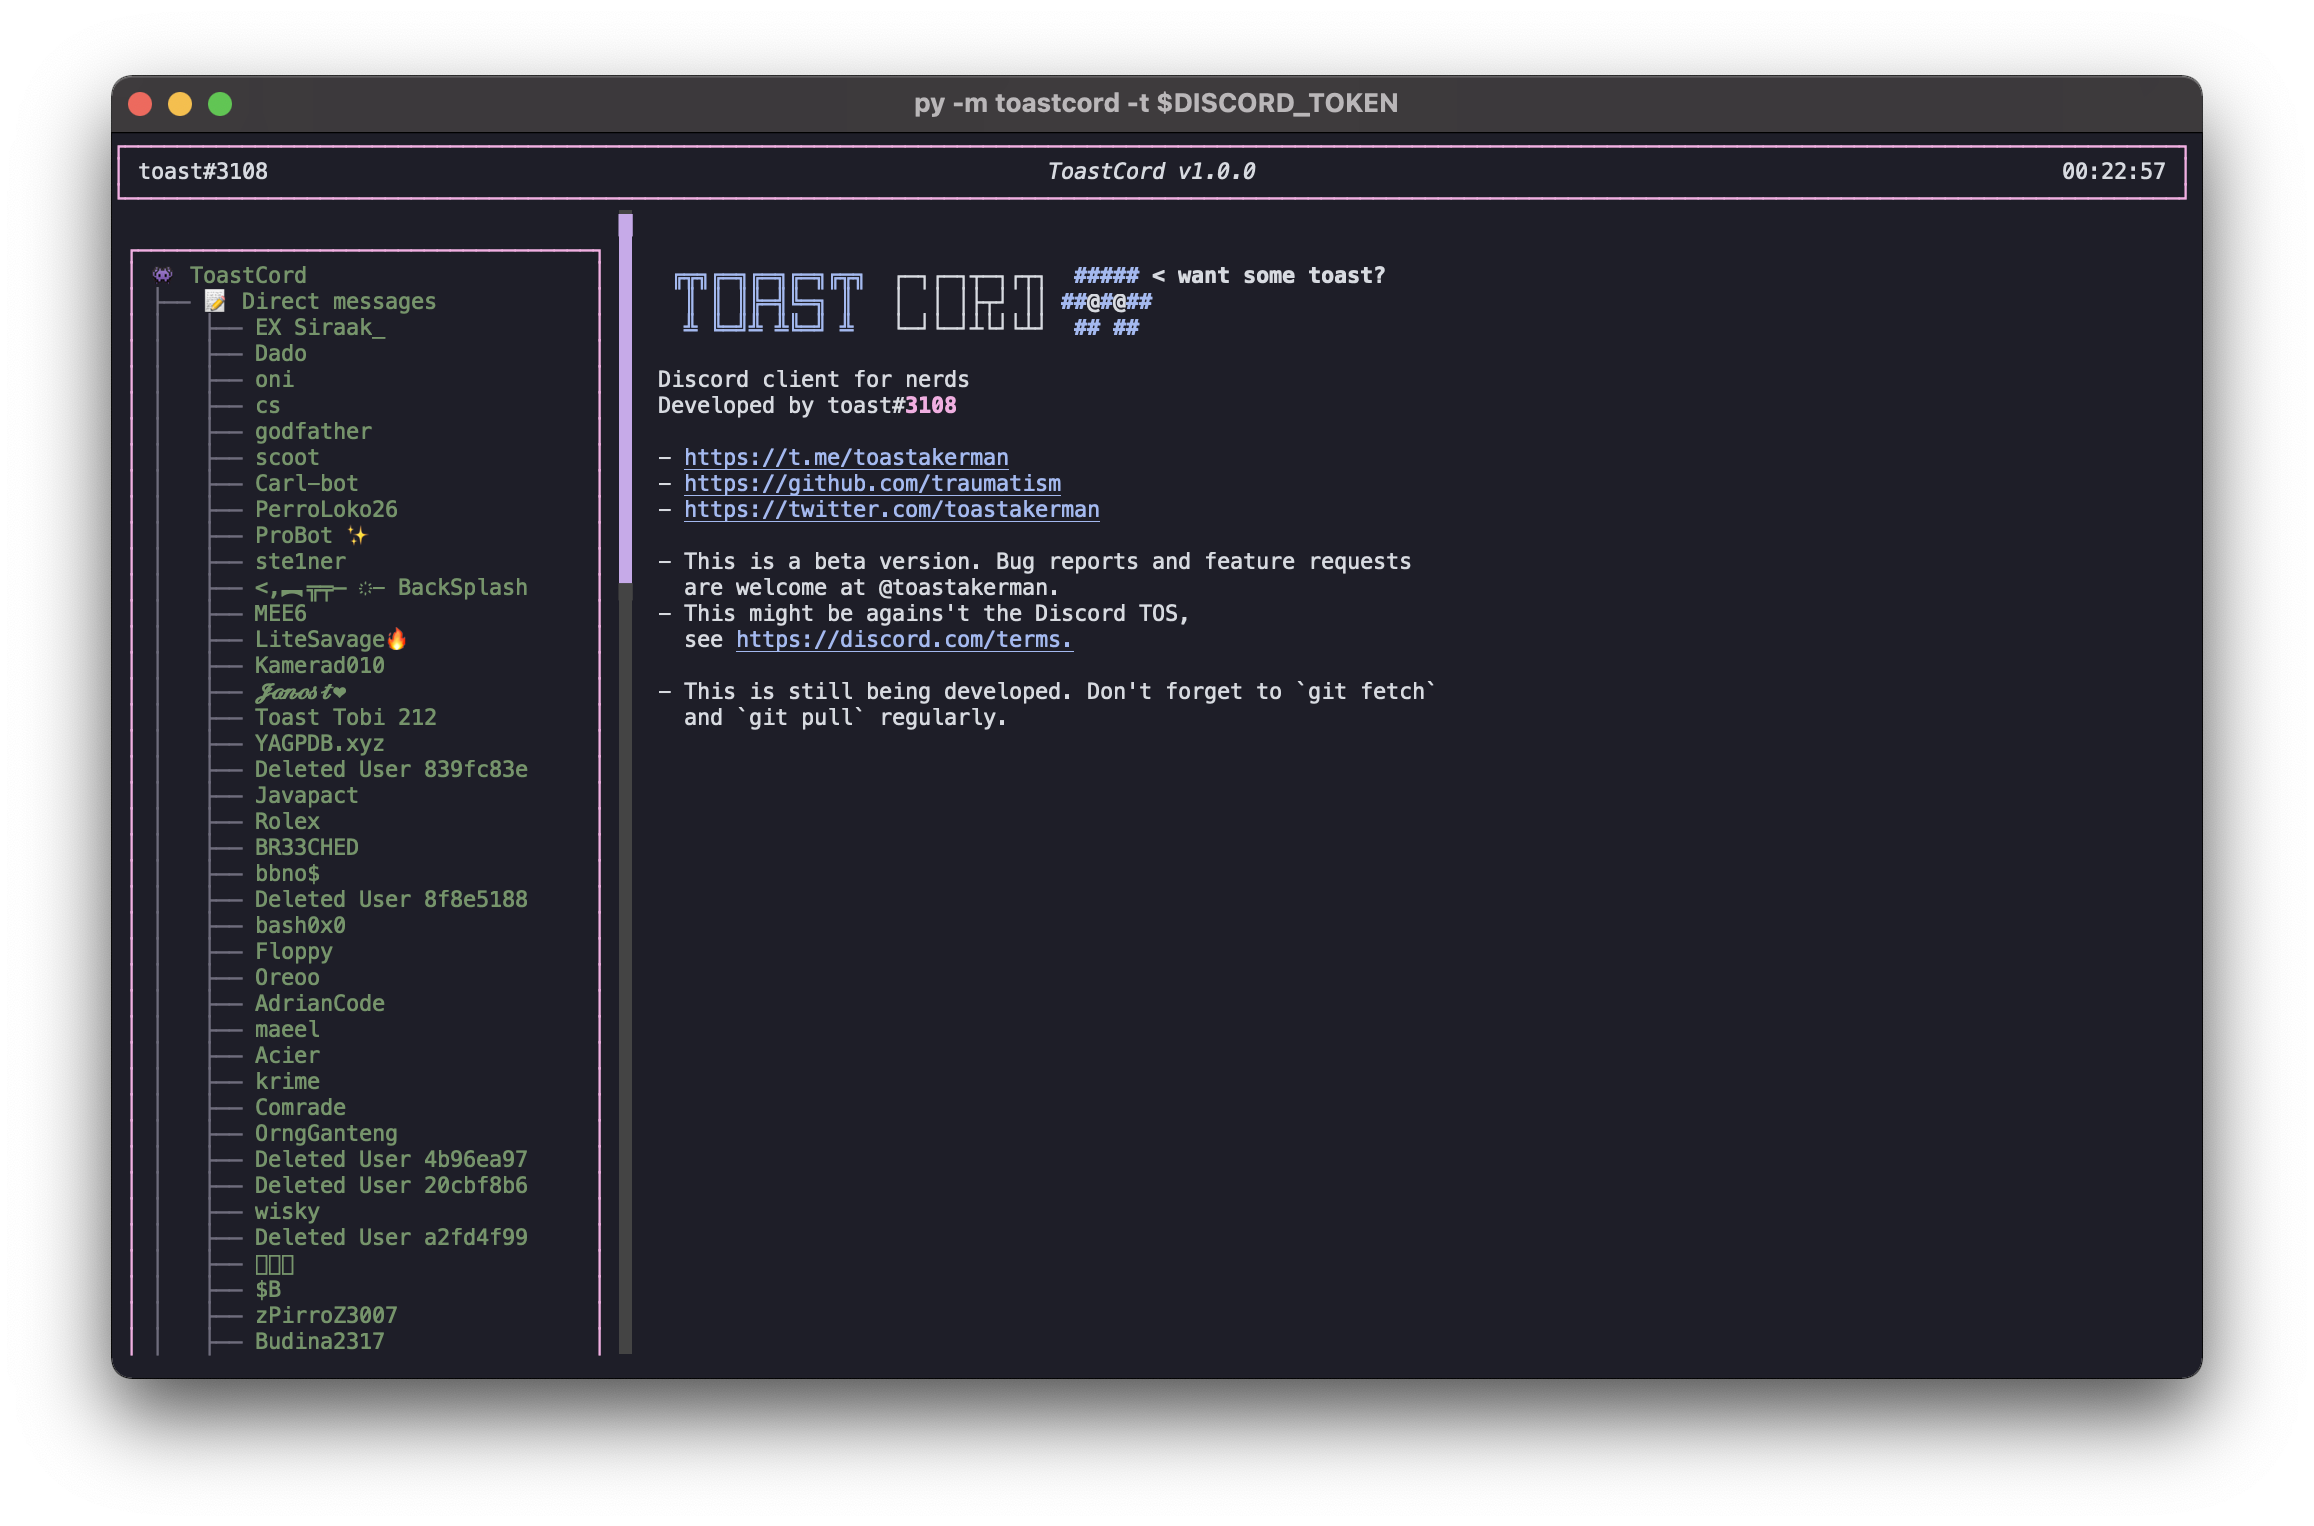 py -m toastcord -t $DISCORD_TOKEN
toast#3108 ToastCord v1.0.0 00:22:57
👾 ToastCord
📝 Direct messages
EX Siraak_
Dado
oni
cs
godfather
scoot
Carl-bot
PerroLoko26
ProBot ✨
ste1ner
BackSplash
MEE6
LiteSavage🔥
Kamerad010
𝓙𝓪𝓷𝓸𝓼𝓽❤
Toast Tobi 212
YAGPDB.xyz
Deleted User 839fc83e
Javapact
Rolex
BR33CHED
bbno$
Deleted User 8f8e5188
bash0x0
Floppy
Oreoo
AdrianCode
maeel
Acier
krime
Comrade
OrngGanteng
Deleted User 4b96ea97
Deleted User 20cbf8b6
wisky
Deleted User a2fd4f99
$B
zPirroZ3007
Budina2317
TOAST CORD ##### < want some toast?
##@#@##
## ##
Discord client for nerds
Developed by toast#3108
- https://t.me/toastakerman
- https://github.com/traumatism
- https://twitter.com/toastakerman
- This is a beta version. Bug reports and feature requests
are welcome at @toastakerman.
- This might be agains't the Discord TOS,
see https://discord.com/terms.
- This is still being developed. Don't forget to `git fetch`
and `git pull` regularly.